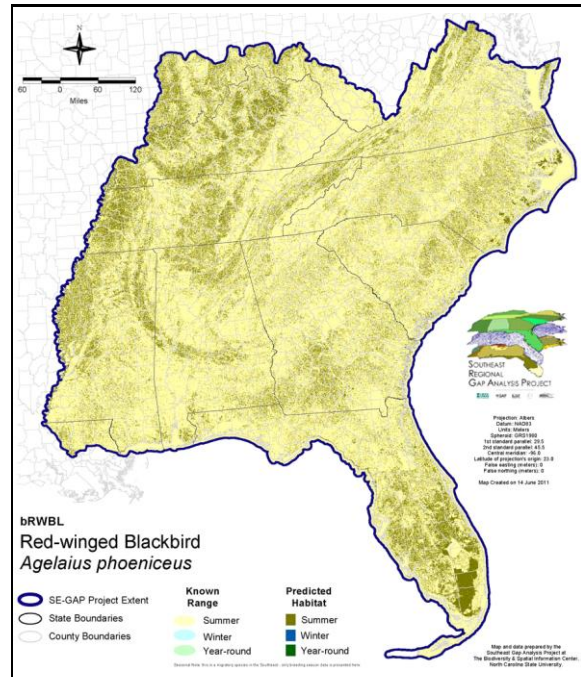 N
60 0 60 120
Miles
SOUTHEAST
REGIONAL
GAP ANALYSIS PROJECT
Projection: Albers
Datum: NAD83
Units: Meters
Spheroid: GRS1980
1st standard parallel: 29.5
2nd standard parallel: 45.5
Central meridian: -96.0
Latitude of projection's origin: 23.0
False easting (meters): 0
False northing (meters): 0
Map Created on 14 June 2011
bRWBL
Red-winged Blackbird
Agelaius phoeniceus
SE-GAP Project Extent
State Boundaries
County Boundaries
Known
Range
Summer
Winter
Year-round
Predicted
Habitat
Summer
Winter
Year-round
Map and data prepared by the
Southeast Gap Analysis Project at
The Biodiversity & Spatial Information Center,
North Carolina State University.